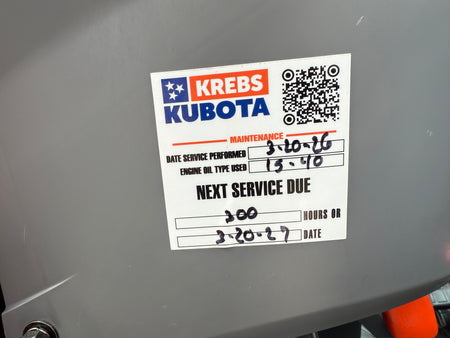 KREBS
KUBOTA
MAINTENANCE
DATE SERVICE PERFORMED 3-20-26
ENGINE OIL TYPE USED 15-40
NEXT SERVICE DUE
300 HOURS OR
3-20-27 DATE